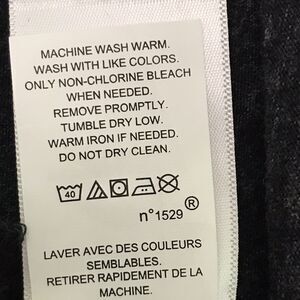 MACHINE WASH WARM.
WASH WITH LIKE COLORS.
ONLY NON-CHLORINE BLEACH
WHEN NEEDED.
REMOVE PROMPTLY.
TUMBLE DRY LOW.
WARM IRON IF NEEDED.
DO NOT DRY CLEAN.
40
n°1529®
LAVER AVEC DES COULEURS
SEMBLABLES.
RETIRER RAPIDEMENT DE LA
MACHINE.